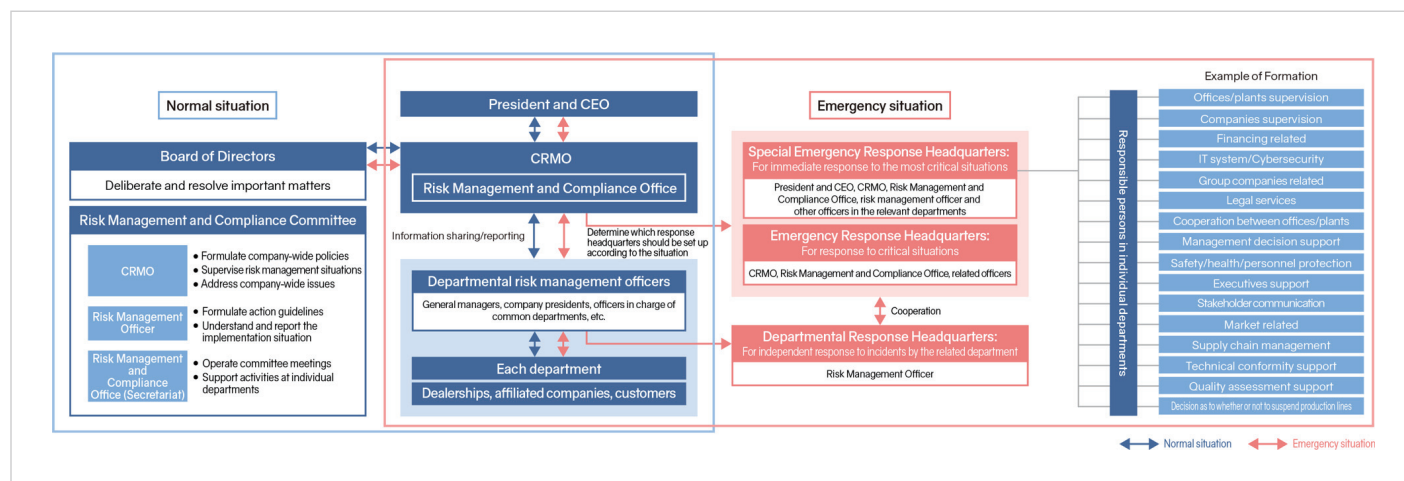 Normal situation
Board of Directors
Deliberate and resolve important matters
Risk Management and Compliance Committee
CRMO
• Formulate company-wide policies
• Supervise risk management situations
• Address company-wide issues
Risk Management
Officer
• Formulate action guidelines
• Understand and report the
implementation situation
Risk Management
and
Compliance
Office (Secretariat)
• Operate committee meetings
• Support activities at individual
departments
President and CEO
CRMO
Risk Management and Compliance Office
Information sharing/reporting
Determine which response
headquarters should be set up
according to the situation
Departmental risk management officers
General managers, company presidents, officers in charge of
common departments, etc.
Each department
Dealerships, affiliated companies, customers
Emergency situation
Special Emergency Response Headquarters:
For immediate response to the most critical situations
President and CEO, CRMO, Risk Management and
Compliance Office, risk management officer and
other officers in the relevant departments
Emergency Response Headquarters:
For response to critical situations
CRMO, Risk Management and Compliance Office, related officers
Cooperation
Departmental Response Headquarters:
For independent response to incidents by the related department
Risk Management Officer
Responsible persons in individual departments
Example of Formation
Offices/plants supervision
Companies supervision
Financing related
IT system/Cybersecurity
Group companies related
Legal services
Cooperation between offices/plants
Management decision support
Safety/health/personnel protection
Executives support
Stakeholder communication
Market related
Supply chain management
Technical conformity support
Quality assessment support
Decision as to whether or not to suspend production lines
Normal situation
Emergency situation